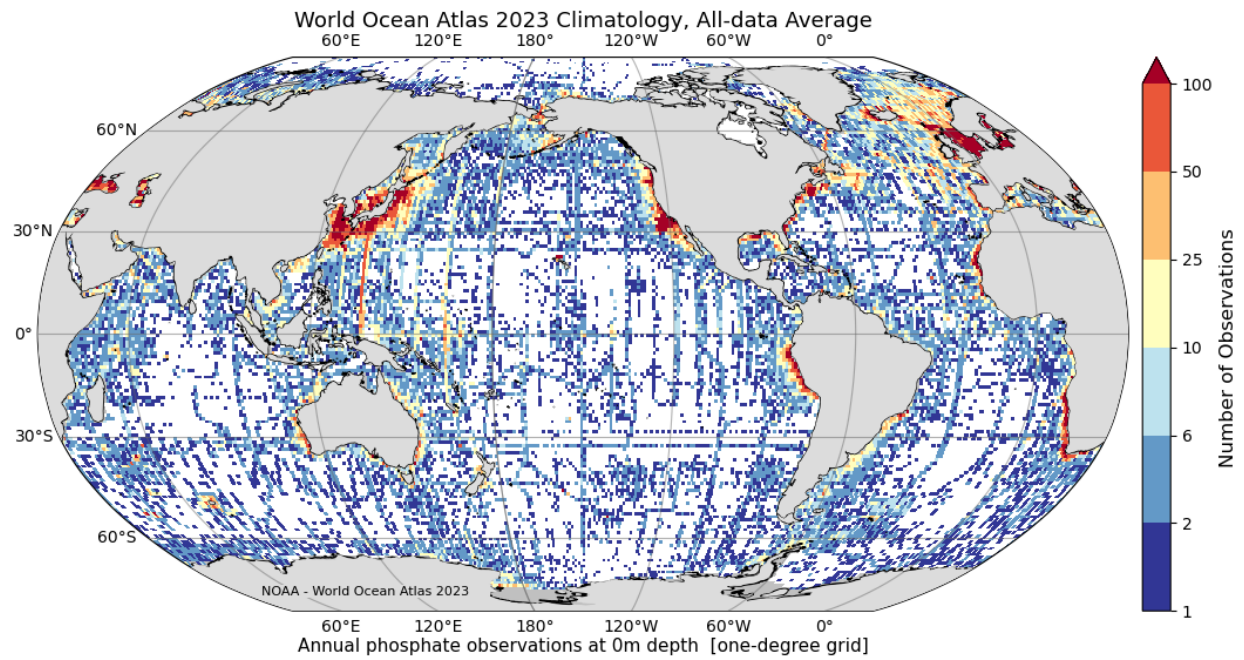 World Ocean Atlas 2023 Climatology, All-data Average
60°E 120°E 180° 120°W 60°W 0°
60°N
30°N
0°
30°S
60°S
NOAA - World Ocean Atlas 2023
60°E 120°E 180° 120°W 60°W 0°
Annual phosphate observations at 0m depth [one-degree grid]
100
50
25
10
6
2
1
Number of Observations